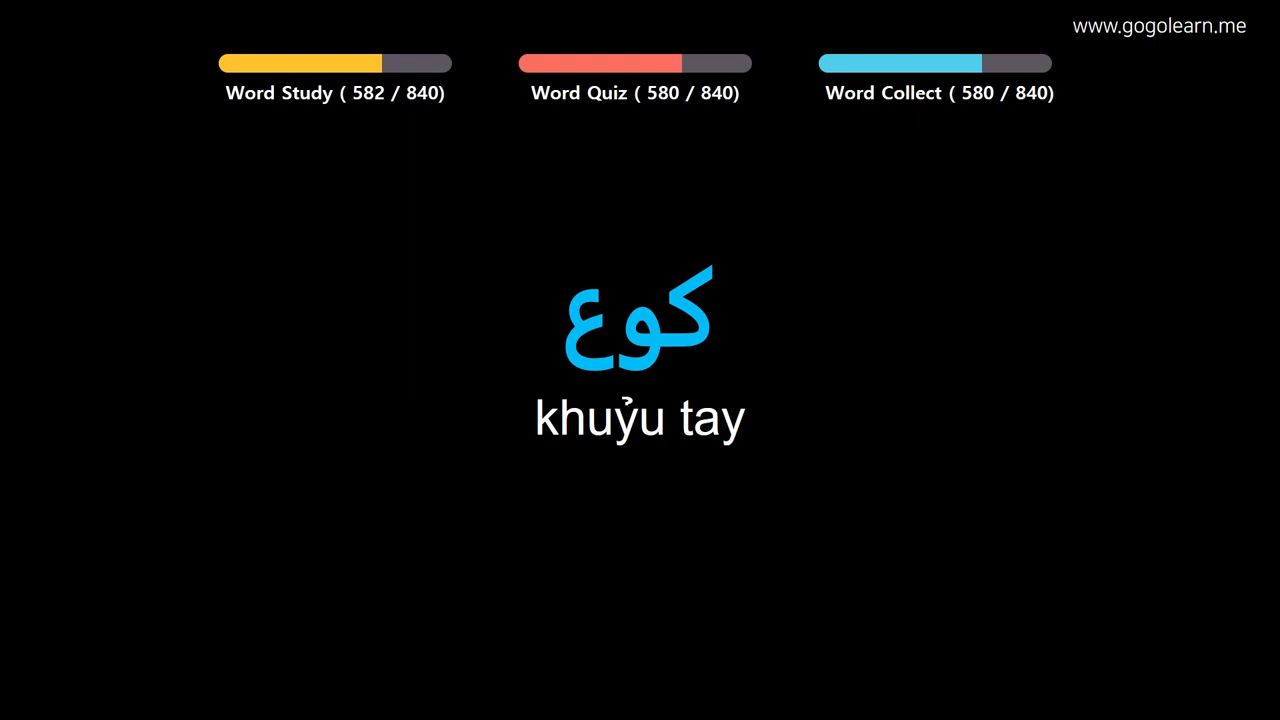 www.gogolearn.me
Word Study ( 582 / 840)
Word Quiz ( 580 / 840)
Word Collect ( 580 / 840)
كوع
khuỷu tay